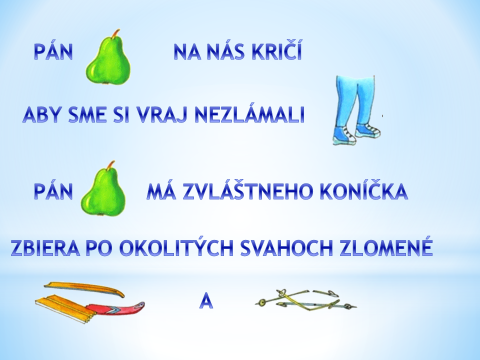 PÁN NA NÁS KRIČÍ
ABY SME SI VRAJ NEZLÁMALI
PÁN MÁ ZVLÁŠTNEHO KONÍČKA
ZBIERA PO OKOLITÝCH SVAHOCH ZLOMENÉ
A